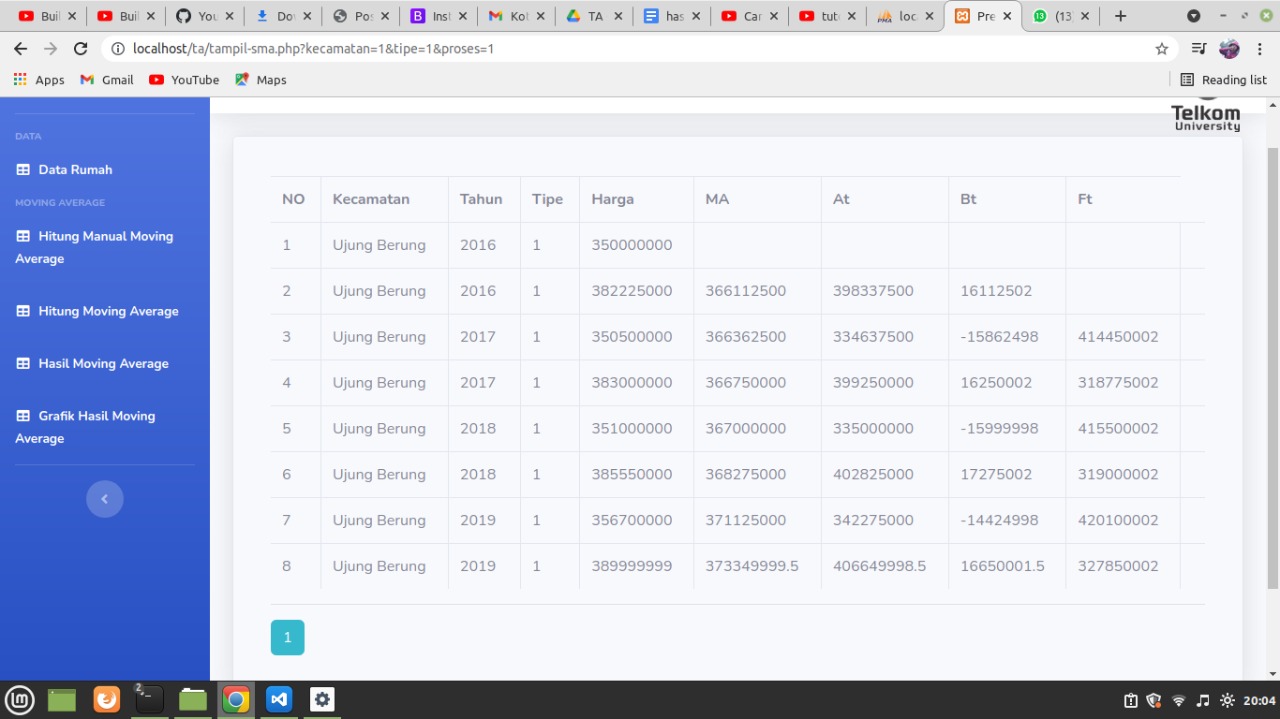 Buil
Buil
You
Dov
Pos
Inst
Kot
TA
has
Car
tuto
loca
Pre
13
(13)
localhost/ta/tampil-sma.php?kecamatan=1&tipe=1&proses=1
Apps
Gmail
YouTube
Maps
Reading list
Telkom
University
DATA
Data Rumah
MOVING AVERAGE
Hitung Manual Moving
Average
Hitung Moving Average
Hasil Moving Average
Grafik Hasil Moving
Average
NO Kecamatan Tahun Tipe Harga MA At Bt Ft
1 Ujung Berung 2016 1 350000000
2 Ujung Berung 2016 1 382225000 366112500 398337500 16112502
3 Ujung Berung 2017 1 350500000 366362500 334637500 -15862498 414450002
4 Ujung Berung 2017 1 383000000 366750000 399250000 16250002 318775002
5 Ujung Berung 2018 1 351000000 367000000 335000000 -15999998 415500002
6 Ujung Berung 2018 1 385550000 368275000 402825000 17275002 319000002
7 Ujung Berung 2019 1 356700000 371125000 342275000 -14424998 420100002
8 Ujung Berung 2019 1 389999999 373349999.5 406649998.5 16650001.5 327850002
1
2
20:04